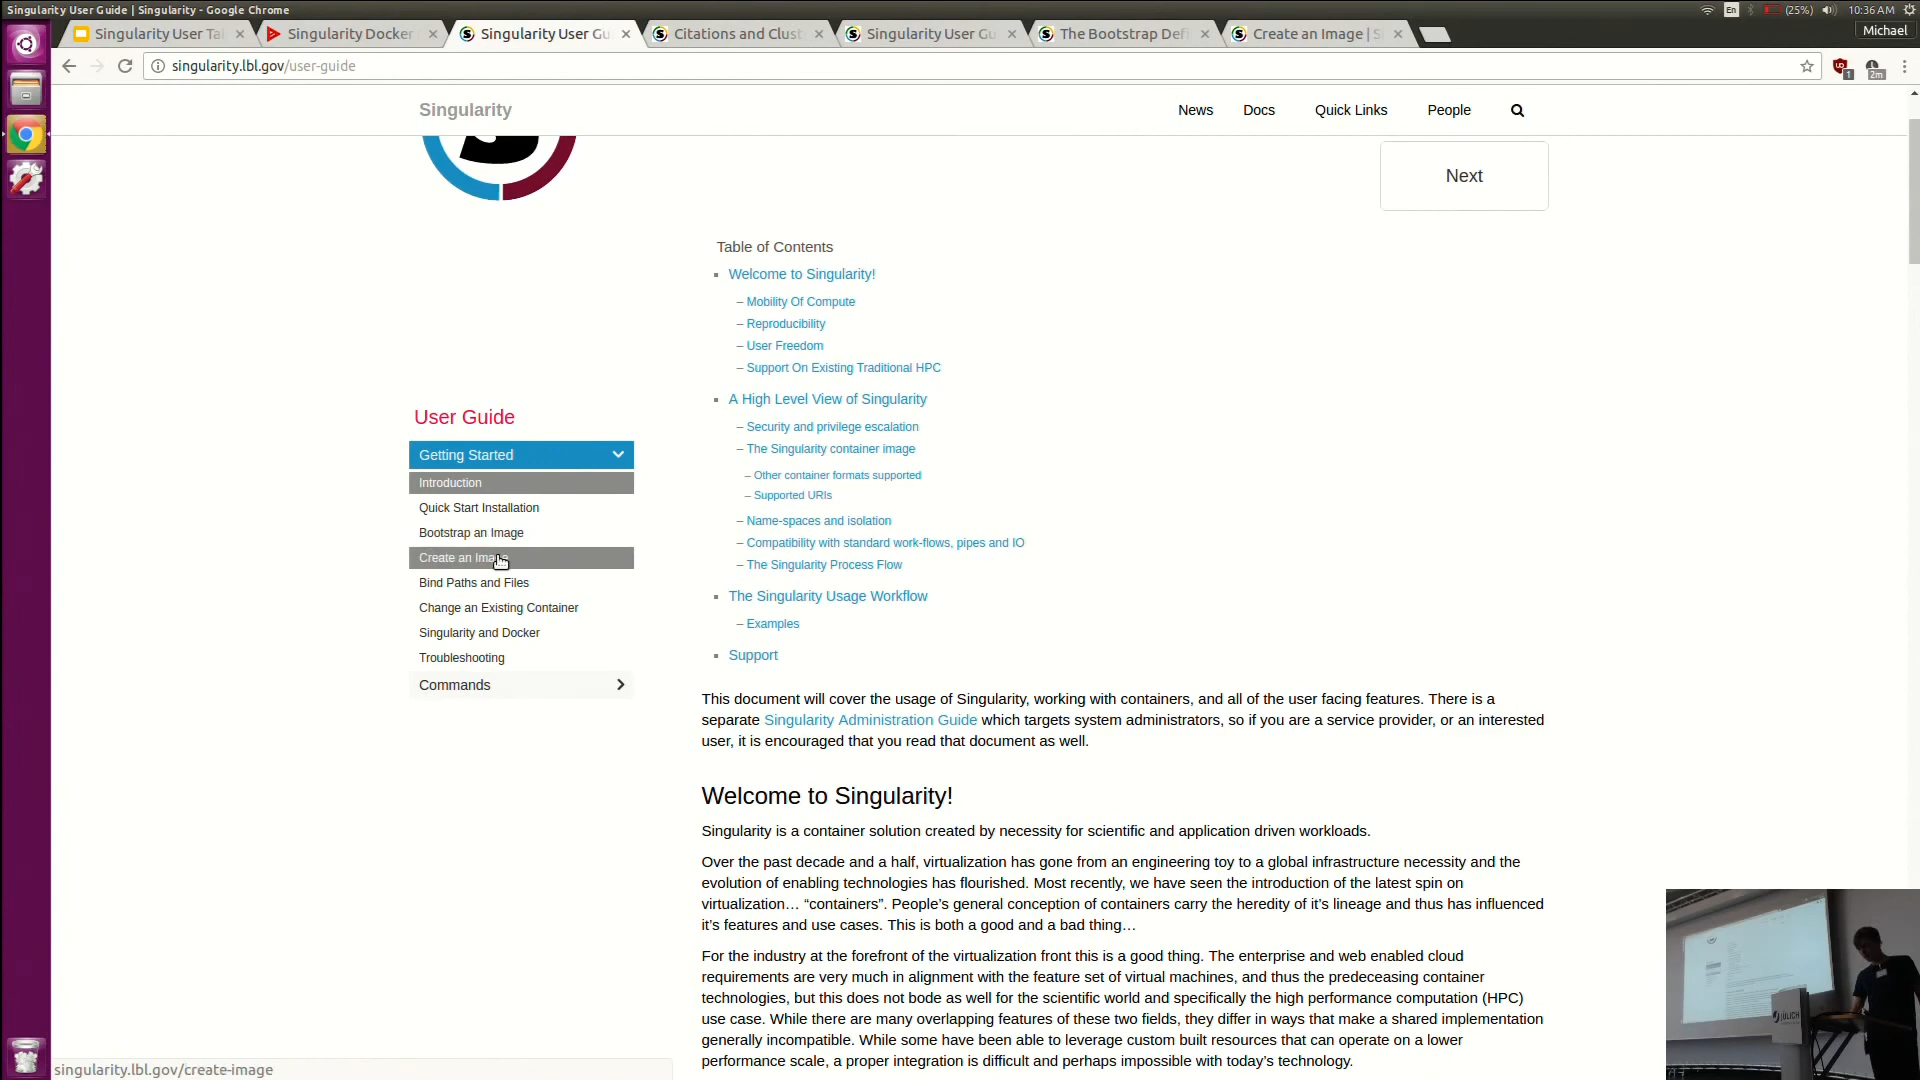 Singularity User Guide | Singularity - Google Chrome
En
(25%)
10:36 AM
Singularity User Tal
Singularity Docker
Singularity User Gu
Citations and Clust
Singularity User Gu
The Bootstrap Defi
Create an Image | S
Michael
singularity.lbl.gov/user-guide
1
2m
Singularity
News
Docs
Quick Links
People
Next
Table of Contents
Welcome to Singularity!
– Mobility Of Compute
– Reproducibility
– User Freedom
– Support On Existing Traditional HPC
A High Level View of Singularity
– Security and privilege escalation
– The Singularity container image
– Other container formats supported
– Supported URIs
– Name-spaces and isolation
– Compatibility with standard work-flows, pipes and IO
– The Singularity Process Flow
The Singularity Usage Workflow
– Examples
Support
User Guide
Getting Started
Introduction
Quick Start Installation
Bootstrap an Image
Create an Image
Bind Paths and Files
Change an Existing Container
Singularity and Docker
Troubleshooting
Commands
This document will cover the usage of Singularity, working with containers, and all of the user facing features. There is a
separate Singularity Administration Guide which targets system administrators, so if you are a service provider, or an interested
user, it is encouraged that you read that document as well.
Welcome to Singularity!
Singularity is a container solution created by necessity for scientific and application driven workloads.
Over the past decade and a half, virtualization has gone from an engineering toy to a global infrastructure necessity and the
evolution of enabling technologies has flourished. Most recently, we have seen the introduction of the latest spin on
virtualization… “containers”. People’s general conception of containers carry the heredity of it’s lineage and thus has influenced
it’s features and use cases. This is both a good and a bad thing…
For the industry at the forefront of the virtualization front this is a good thing. The enterprise and web enabled cloud
requirements are very much in alignment with the feature set of virtual machines, and thus the predeceasing container
technologies, but this does not bode as well for the scientific world and specifically the high performance computation (HPC)
use case. While there are many overlapping features of these two fields, they differ in ways that make a shared implementation
generally incompatible. While some have been able to leverage custom built resources that can operate on a lower
performance scale, a proper integration is difficult and perhaps impossible with today’s technology.
singularity.lbl.gov/create-image
JÜLICH